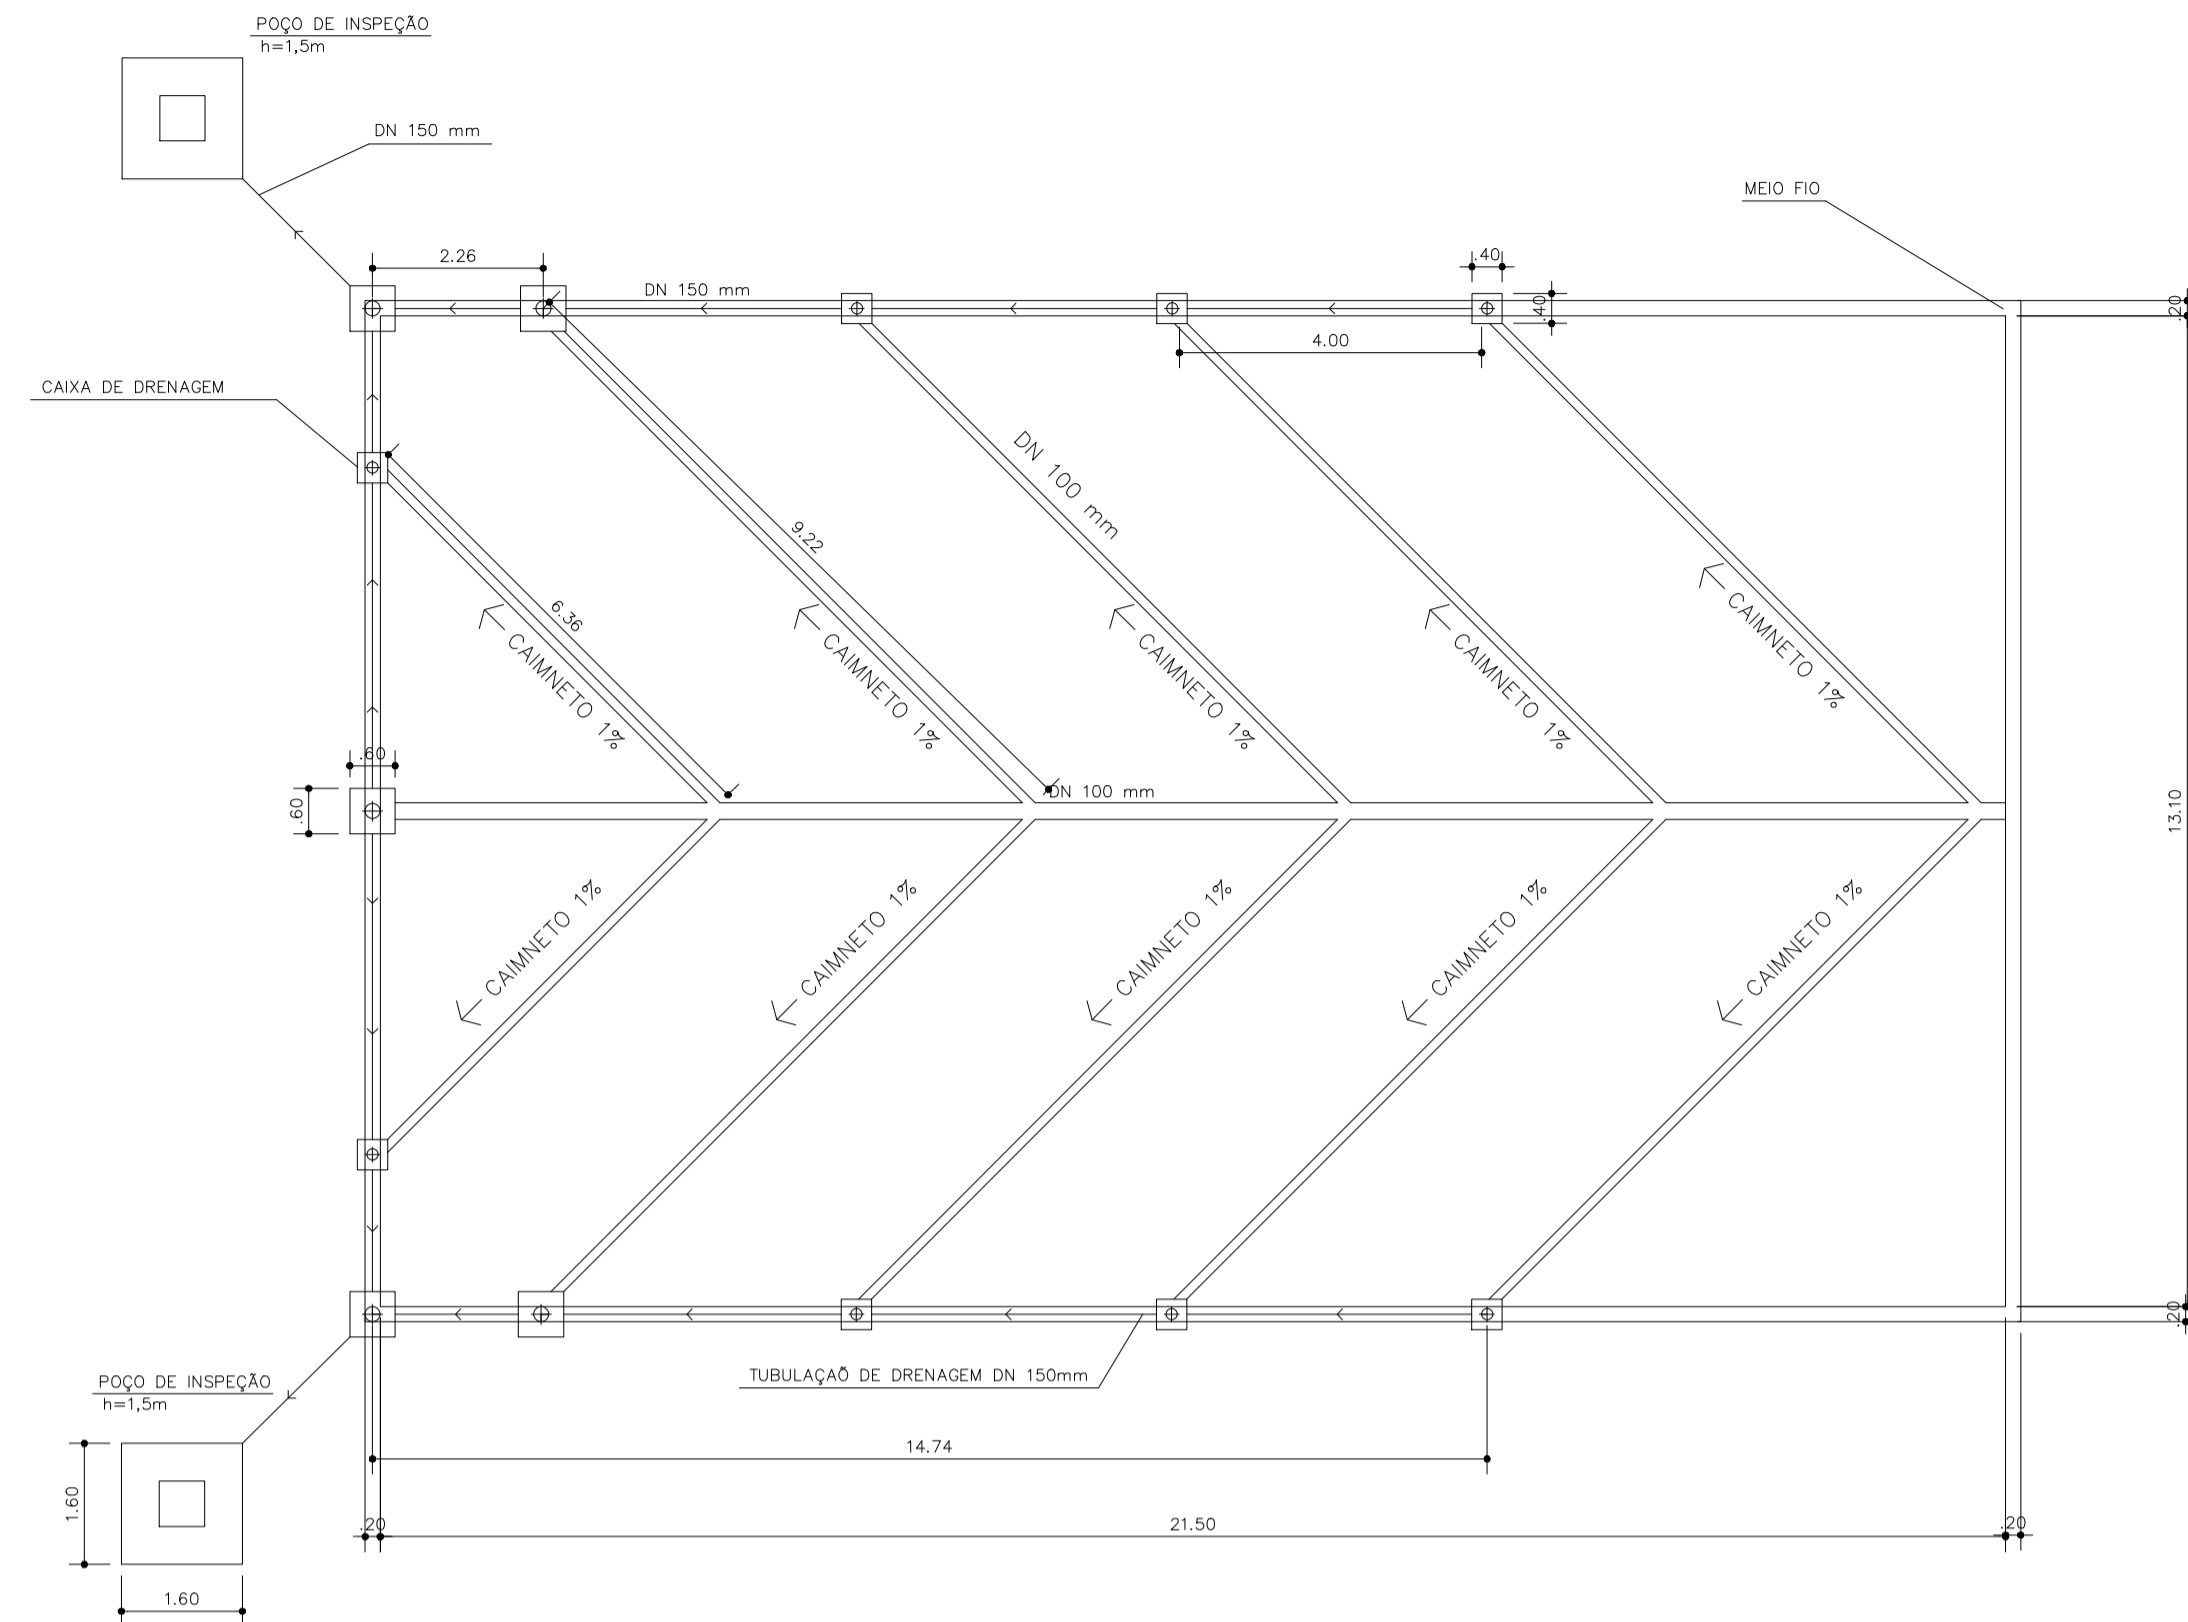 POÇO DE INSPEÇÃO
h=1,5m
DN 150 mm
MEIO FIO
2.26
.40
DN 150 mm
.40
.20
4.00
CAIXA DE DRENAGEM
DN 100 mm
9.22
6.36
CAIMNETO 1%
CAIMNETO 1%
CAIMNETO 1%
CAIMNETO 1%
CAIMNETO 1%
.60
.60
DN 100 mm
13.10
CAIMNETO 1%
CAIMNETO 1%
CAIMNETO 1%
CAIMNETO 1%
CAIMNETO 1%
.20
POÇO DE INSPEÇÃO
h=1,5m
TUBULAÇAÕ DE DRENAGEM DN 150mm
14.74
1.60
.20
21.50
.20
1.60